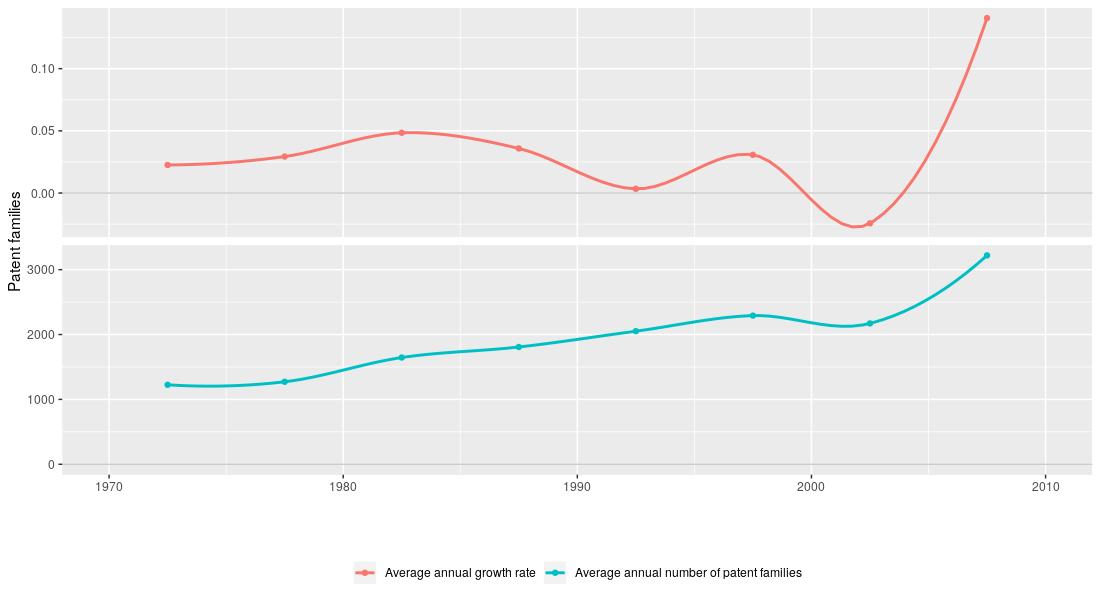 Patent families
0.10
0.05
0.00
3000
2000
1000
0
1970 1980 1990 2000 2010
Average annual growth rate Average annual number of patent families